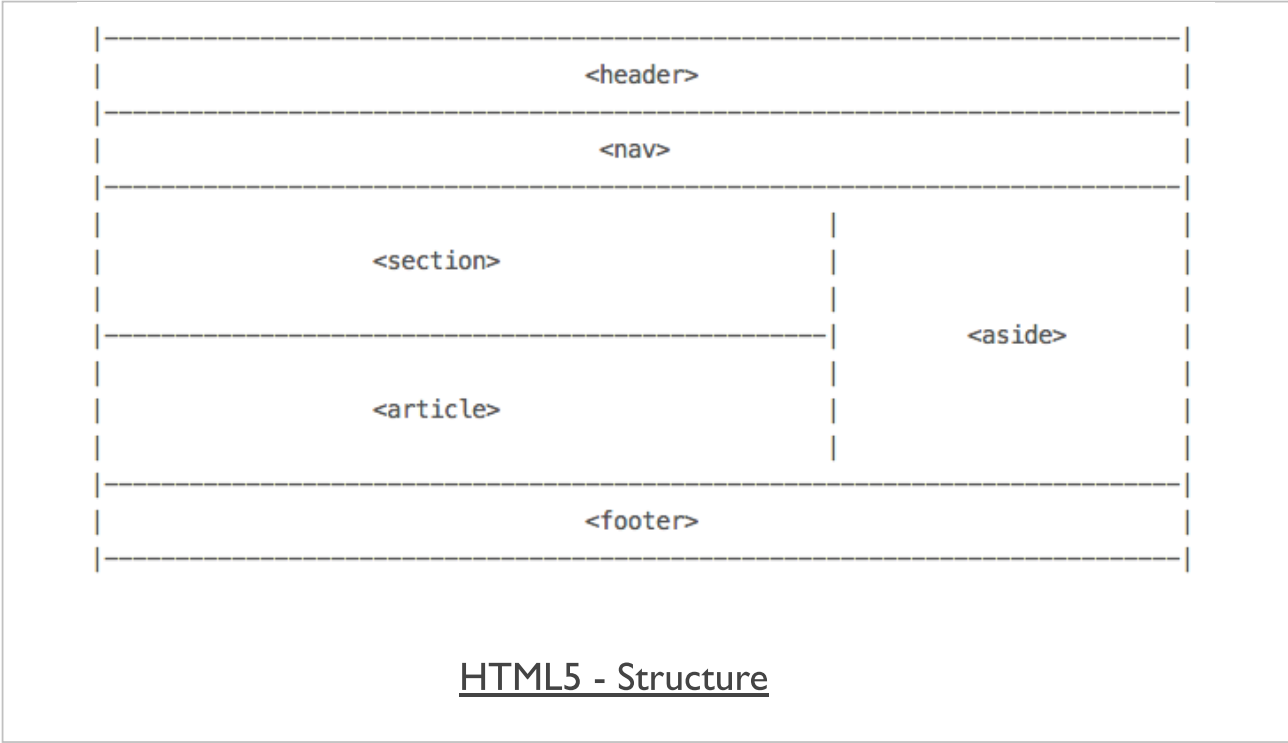 <header>
<nav>
<section>
<aside>
<article>
<footer>
HTML5 - Structure